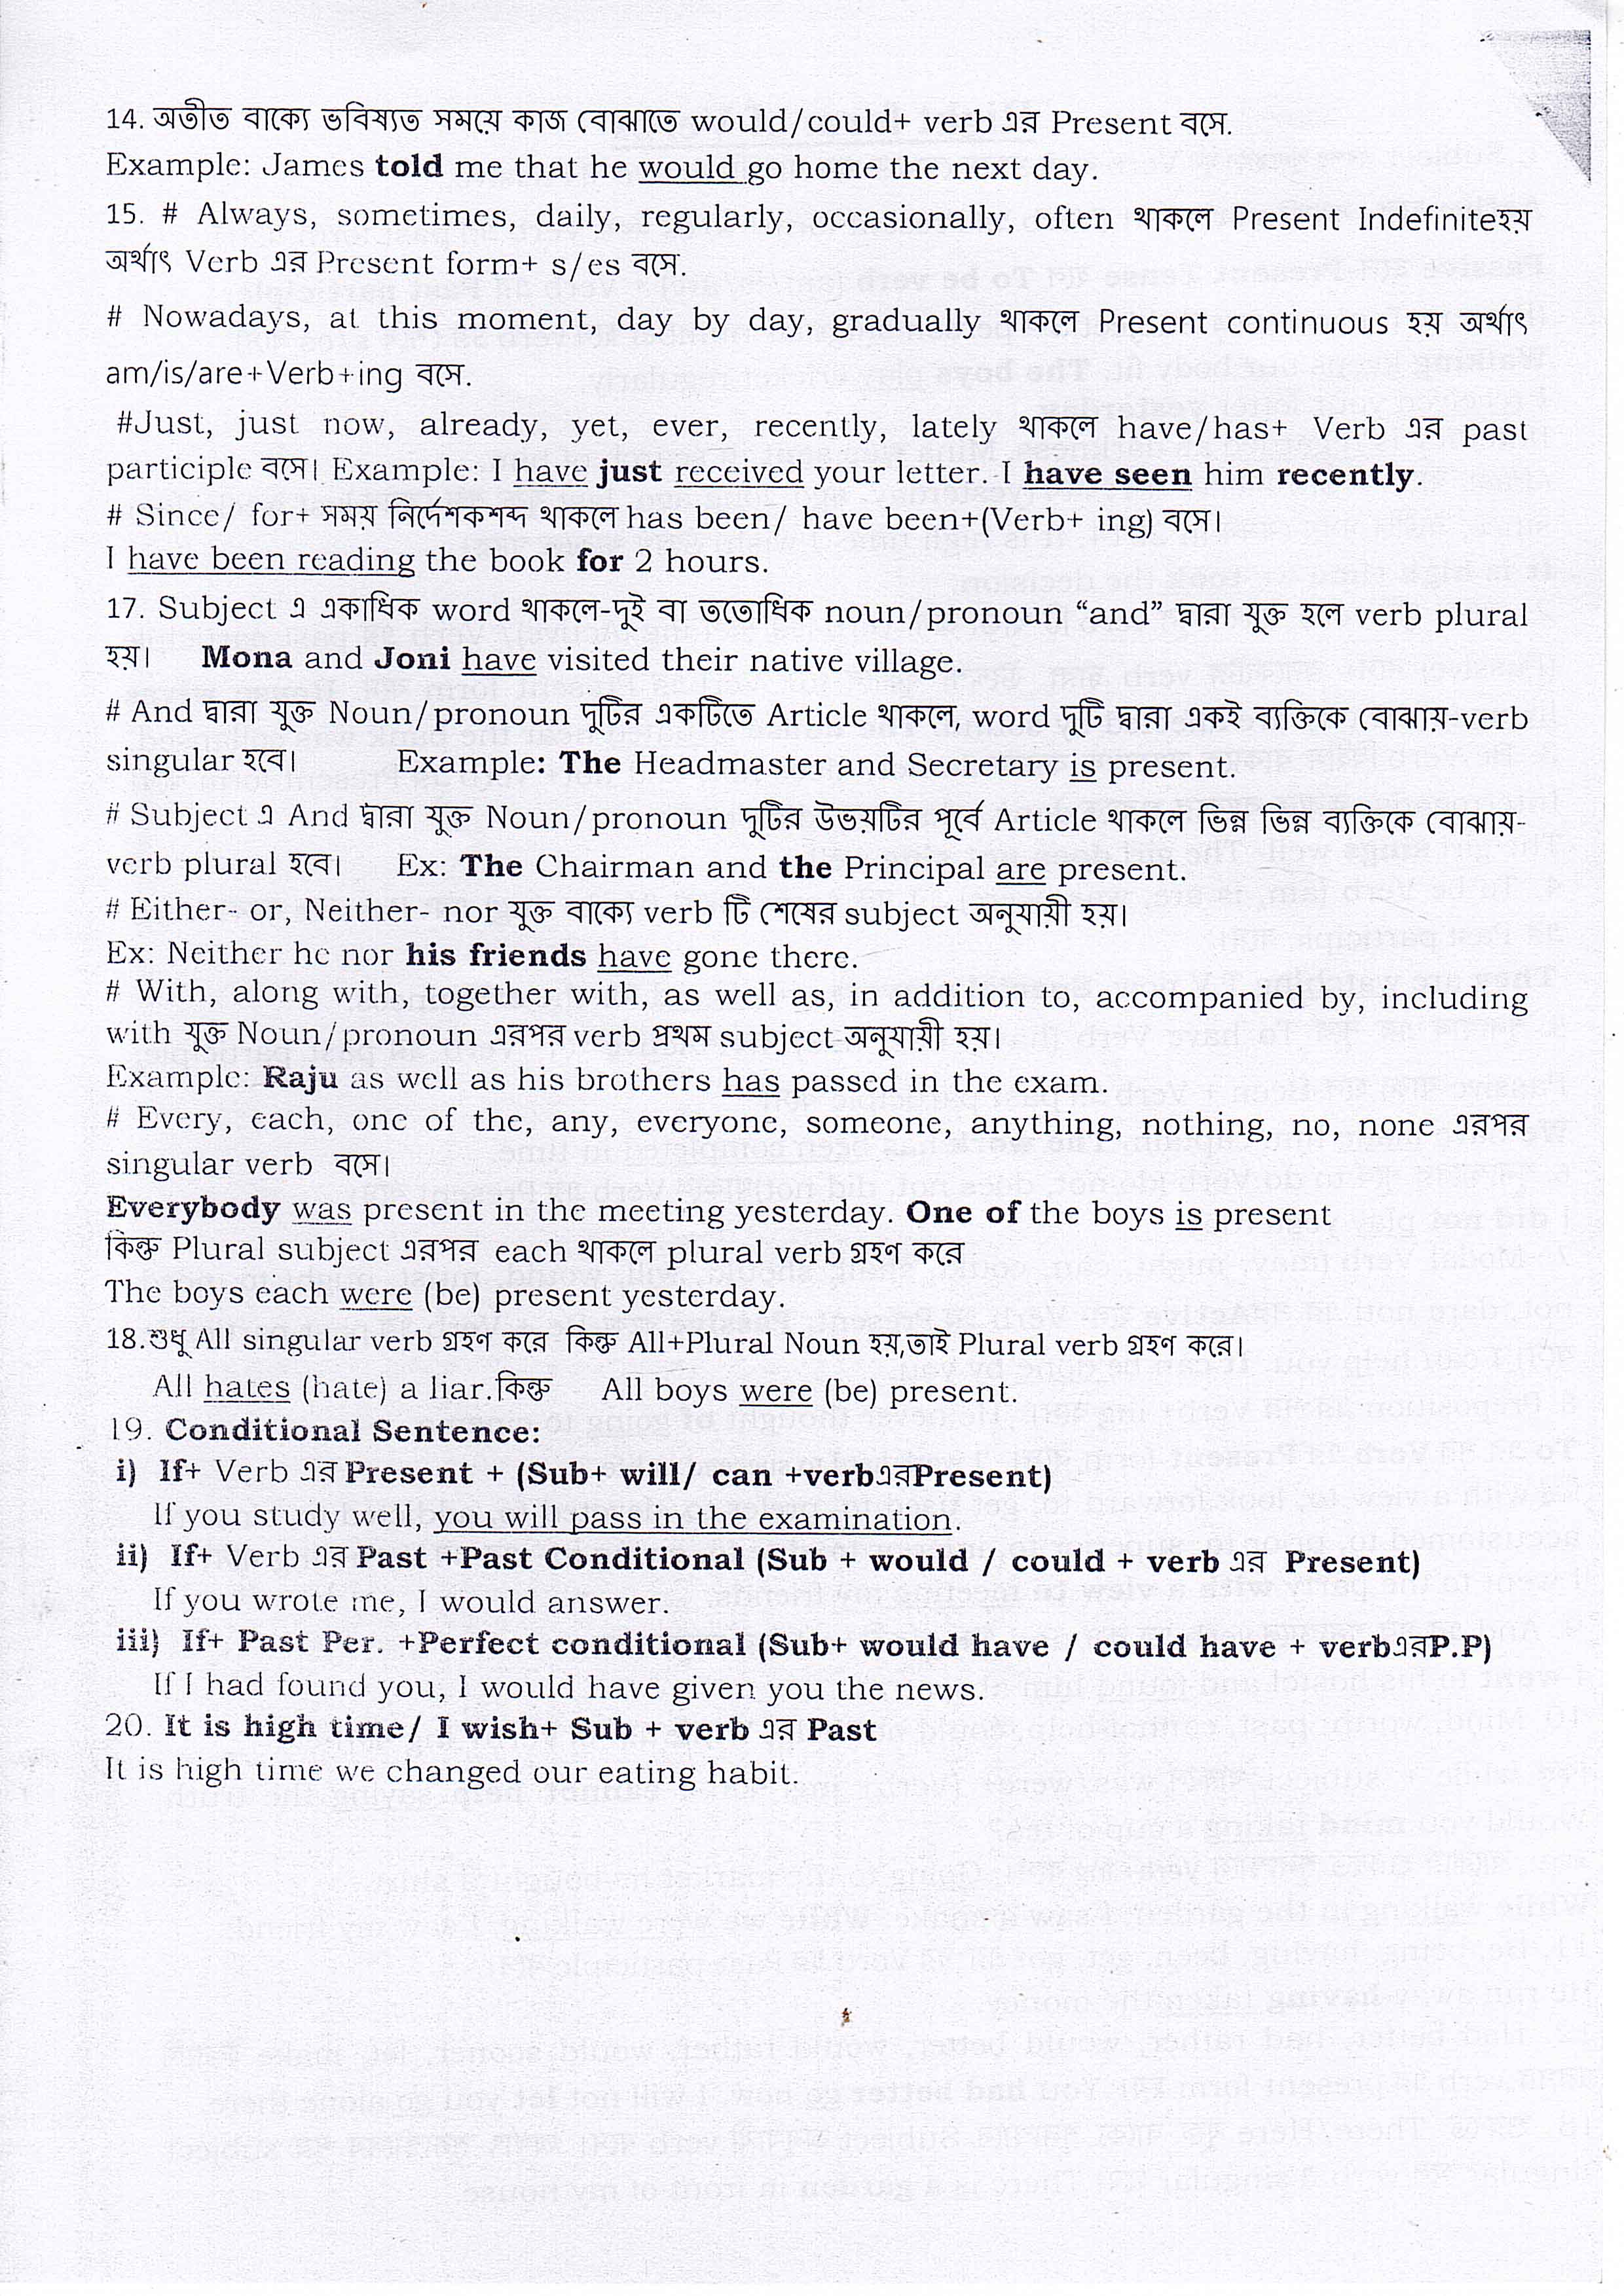 14. অতীত বাক্যে ভবিষ্যত সময়ে কাজ বোঝাতে would/could+ verb এর Present বসে.
Example: James told me that he would go home the next day.
15. # Always, sometimes, daily, regularly, occasionally, often থাকলে Present Indefiniteহয়
অর্থাৎ Verb এর Present form+ s/es বসে.
# Nowadays, at this moment, day by day, gradually থাকলে Present continuous হয় অর্থাৎ
am/is/are+Verb+ing বসে.
#Just, just now, already, yet, ever, recently, lately থাকলে have/has+ Verb এর past
participle বসে। Example: I have just received your letter. I have seen him recently.
# Since/ for+ সময় নির্দেশকশব্দ থাকলে has been/ have been+(Verb+ ing) বসে।
I have been reading the book for 2 hours.
17. Subject এ একাধিক word থাকলে-দুই বা ততোধিক noun/pronoun “and” দ্বারা যুক্ত হলে verb plural
হয়। Mona and Joni have visited their native village.
# And দ্বারা যুক্ত Noun/pronoun দুটির একটিতে Article থাকলে, word দুটি দ্বারা একই ব্যক্তিকে বোঝায়-verb
singular হবে। Example: The Headmaster and Secretary is present.
# Subject এ And দ্বারা যুক্ত Noun/pronoun দুটির উভয়টির পূর্বে Article থাকলে ভিন্ন ভিন্ন ব্যক্তিকে বোঝায়-
verb plural হবে। Ex: The Chairman and the Principal are present.
# Either- or, Neither- nor যুক্ত বাক্যে verb টি শেষের subject অনুযায়ী হয়।
Ex: Neither he nor his friends have gone there.
# With, along with, together with, as well as, in addition to, accompanied by, including
with যুক্ত Noun/pronoun এরপর verb প্রথম subject অনুযায়ী হয়।
Example: Raju as well as his brothers has passed in the exam.
# Every, each, one of the, any, everyone, someone, anything, nothing, no, none এরপর
singular verb বসে।
Everybody was present in the meeting yesterday. One of the boys is present
কিন্তু Plural subject এরপর each থাকলে plural verb গ্রহণ করে
The boys each were (be) present yesterday.
18.শুধু All singular verb গ্রহণ করে কিন্তু All+Plural Noun হয়,তাই Plural verb গ্রহণ করে।
All hates (hate) a liar.কিন্তু All boys were (be) present.
19. Conditional Sentence:
i) If+ Verb এর Present + (Sub+ will/ can +verbএরPresent)
If you study well, you will pass in the examination.
ii) If+ Verb এর Past +Past Conditional (Sub + would / could + verb এর Present)
If you wrote me, I would answer.
iii) If+ Past Per. +Perfect conditional (Sub+ would have / could have + verbএরP.P)
If I had found you, I would have given you the news.
20. It is high time/ I wish+ Sub + verb এর Past
It is high time we changed our eating habit.